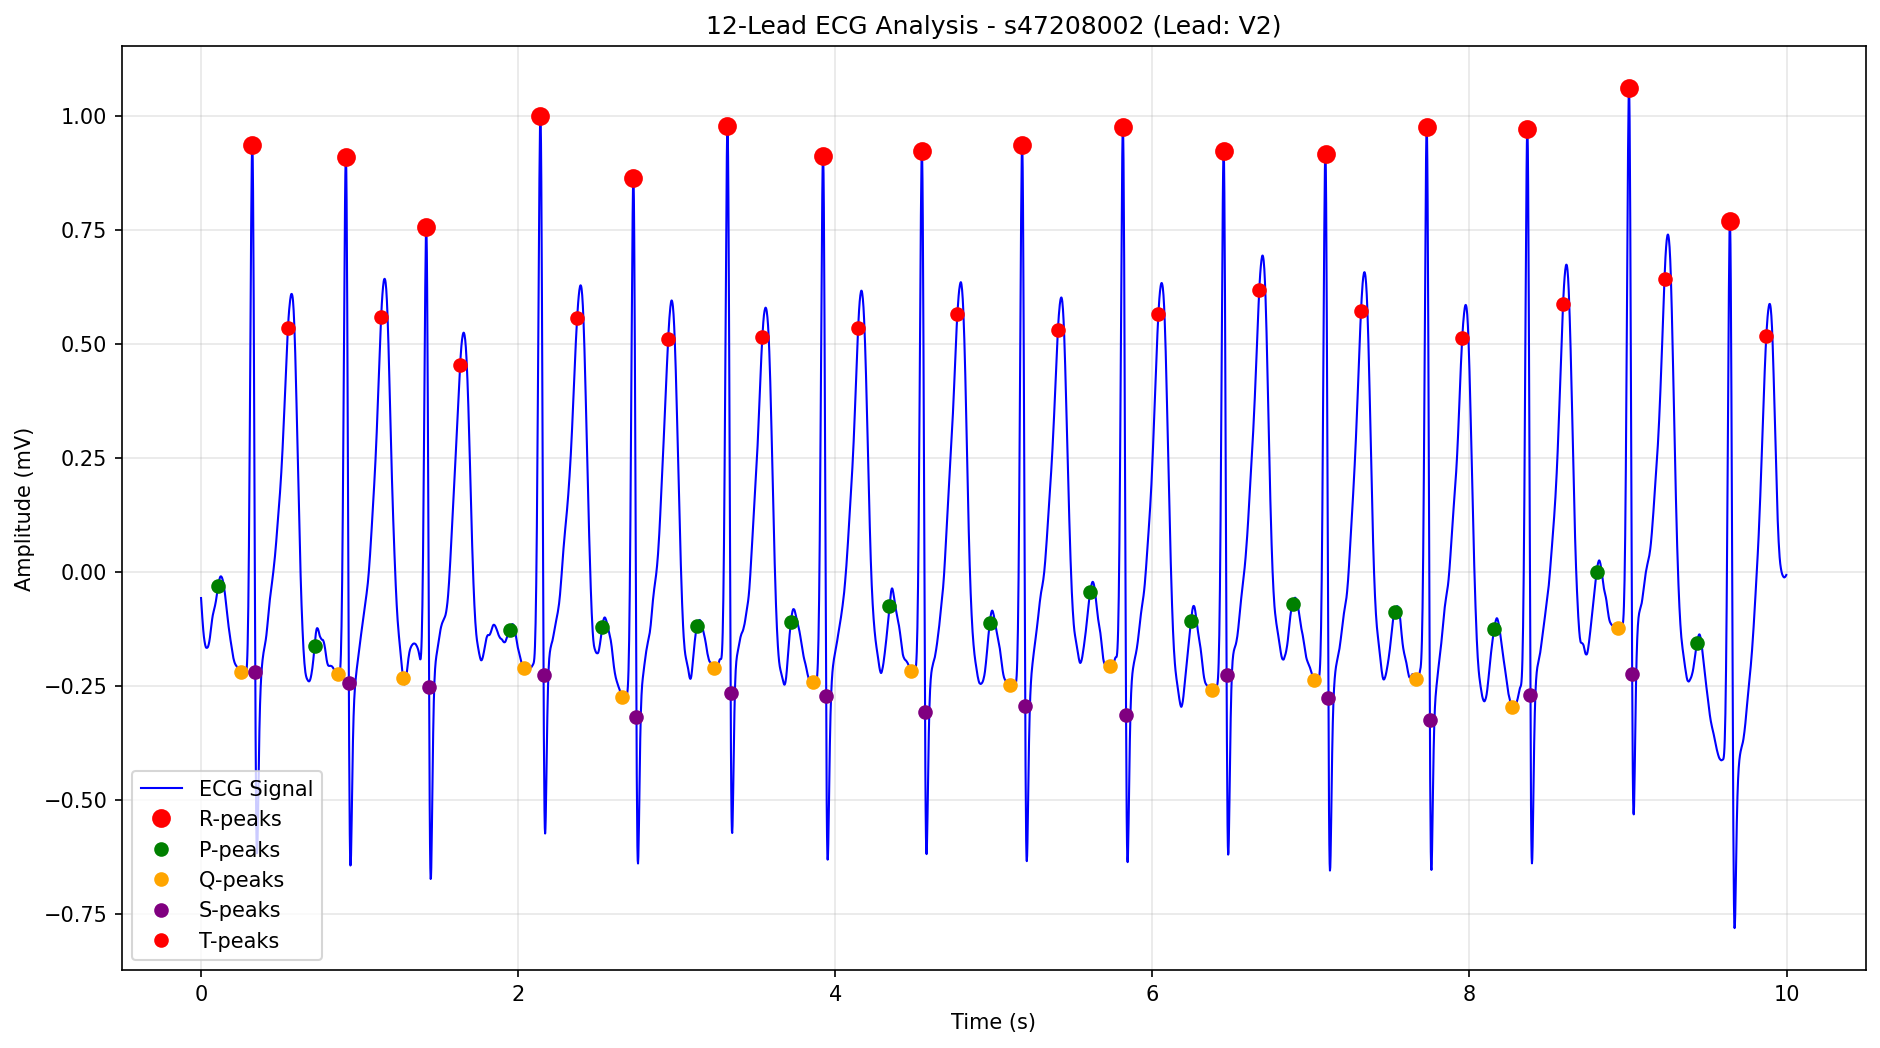 12-Lead ECG Analysis - s47208002 (Lead: V2)
Amplitude (mV)
1.00
0.75
0.50
0.25
0.00
−0.25
−0.50
−0.75
ECG Signal
R-peaks
P-peaks
Q-peaks
S-peaks
T-peaks
0 2 4 6 8 10
Time (s)